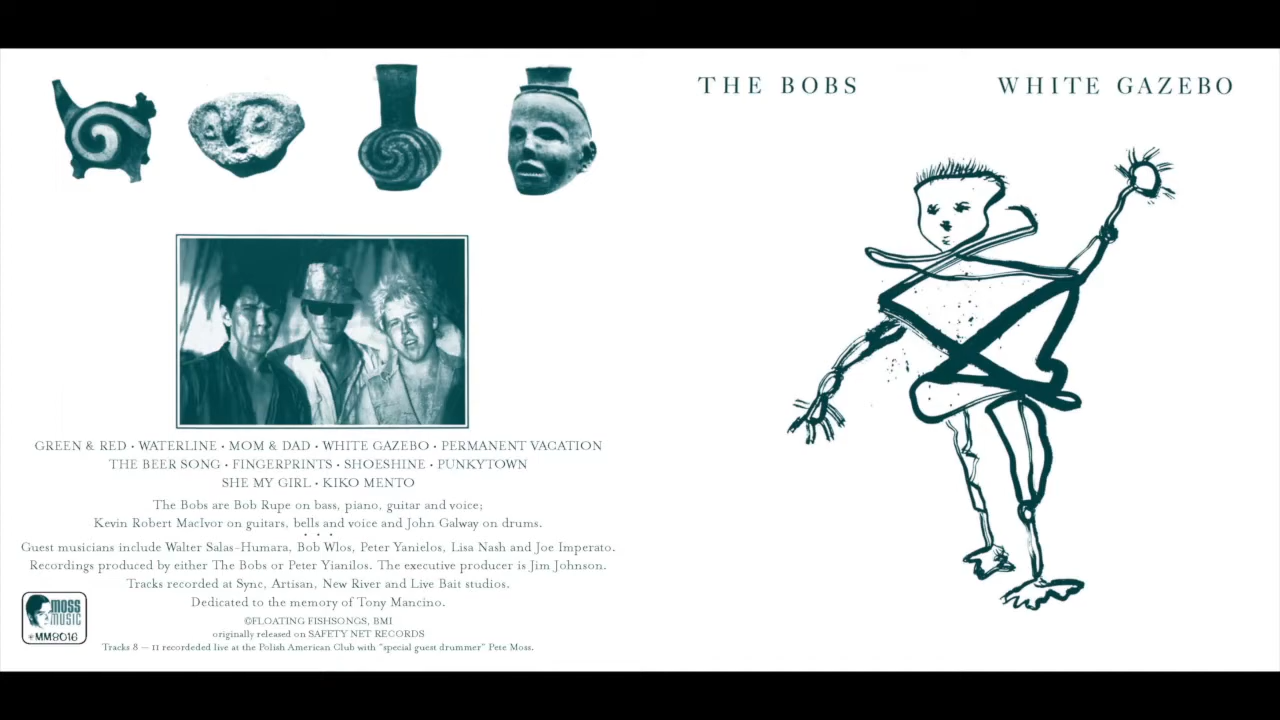 THE BOBS
WHITE GAZEBO
GREEN & RED • WATERLINE • MOM & DAD • WHITE GAZEBO • PERMANENT VACATION
THE BEER SONG • FINGERPRINTS • SHOESHINE • PUNKYTOWN
SHE MY GIRL • KIKO MENTO
The Bobs are Bob Rupe on bass, piano, guitar and voice;
Kevin Robert MacIvor on guitars, bells and voice and John Galway on drums.
• • •
Guest musicians include Walter Salas-Humara, Bob Wlos, Peter Yanielos, Lisa Nash and Joe Imperato.
Recordings produced by either The Bobs or Peter Yianilos. The executive producer is Jim Johnson.
Tracks recorded at Sync, Artisan, New River and Live Bait studios.
Dedicated to the memory of Tony Mancino.
©FLOATING FISHSONGS, BMI
originally released on SAFETY NET RECORDS
Tracks 8 — 11 recordeded live at the Polish American Club with "special guest drummer" Pete Moss.
MOSS
MUSIC
#MM9016